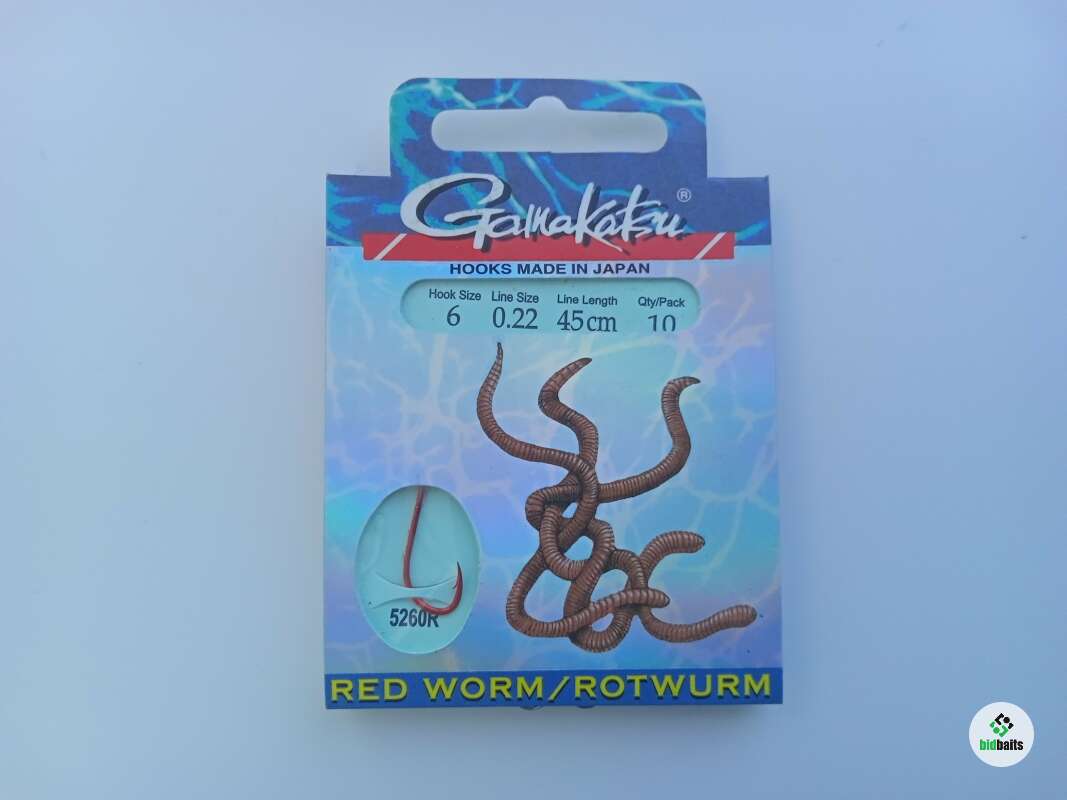 Gamakatsu®
HOOKS MADE IN JAPAN
Hook Size Line Size Line Length Qty/Pack
6 0.22 45cm 10
5260R
RED WORM/ROTWURM
bidbaits